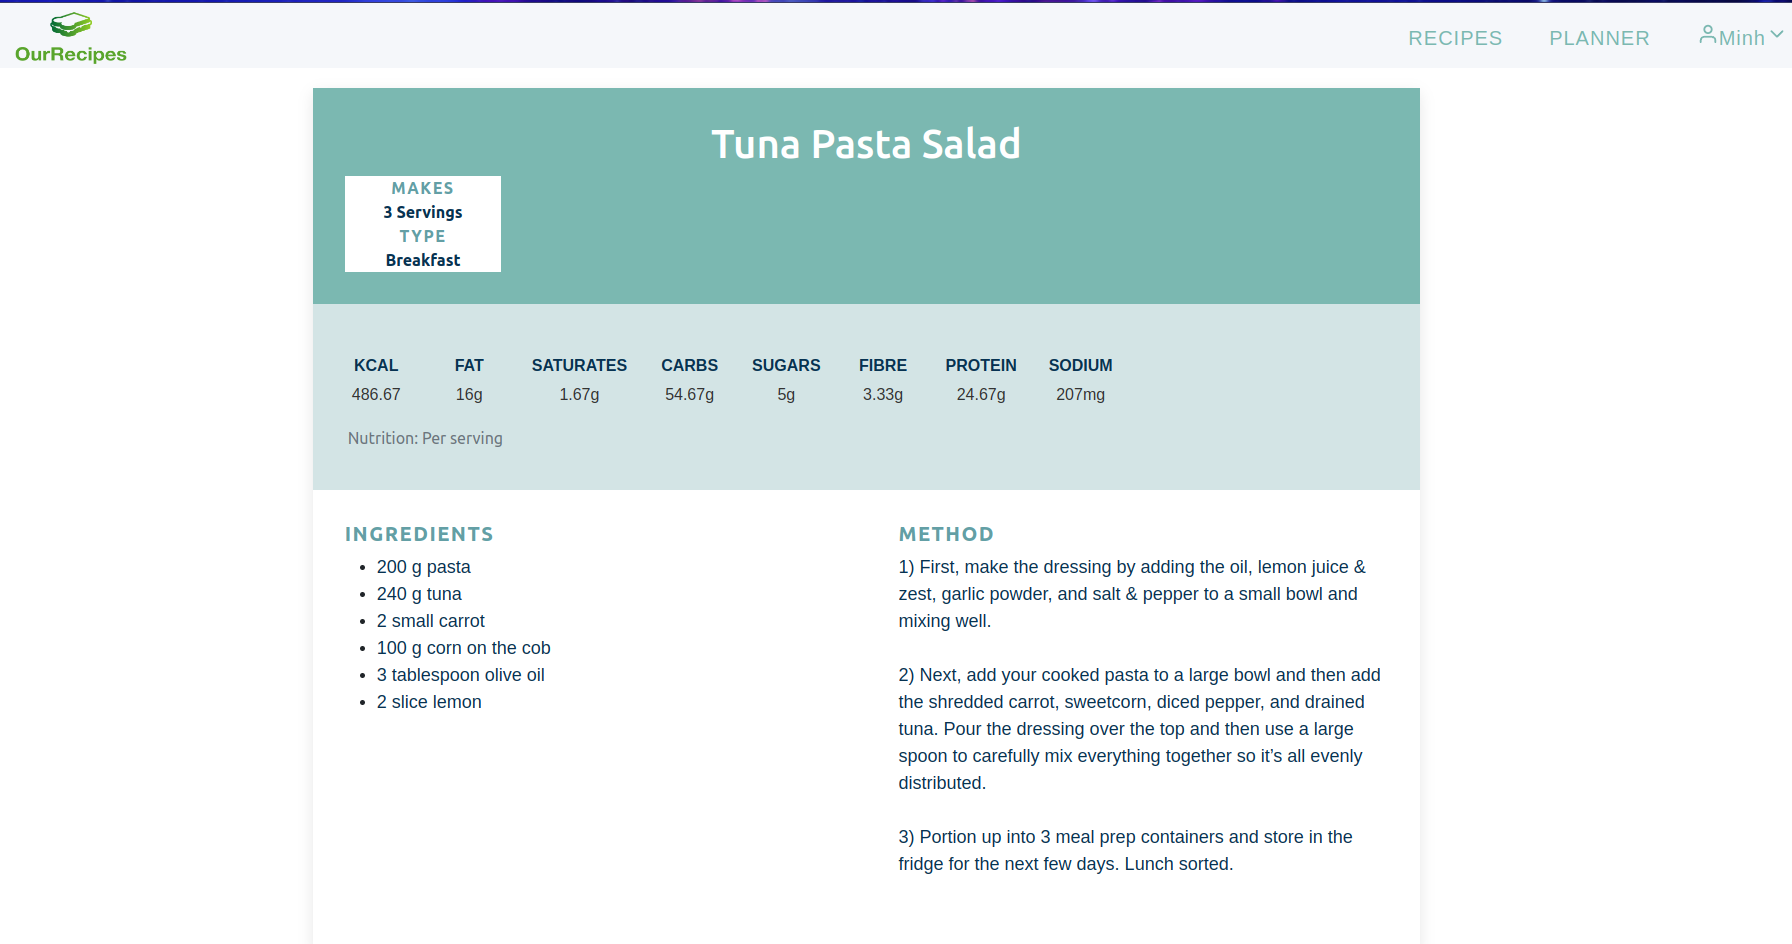 OurRecipes
RECIPES PLANNER Minh
Tuna Pasta Salad
MAKES
3 Servings
TYPE
Breakfast
KCAL FAT SATURATES CARBS SUGARS FIBRE PROTEIN SODIUM
486.67 16g 1.67g 54.67g 5g 3.33g 24.67g 207mg
Nutrition: Per serving
INGREDIENTS
200 g pasta
240 g tuna
2 small carrot
100 g corn on the cob
3 tablespoon olive oil
2 slice lemon
METHOD
1) First, make the dressing by adding the oil, lemon juice &
zest, garlic powder, and salt & pepper to a small bowl and
mixing well.
2) Next, add your cooked pasta to a large bowl and then add
the shredded carrot, sweetcorn, diced pepper, and drained
tuna. Pour the dressing over the top and then use a large
spoon to carefully mix everything together so it’s all evenly
distributed.
3) Portion up into 3 meal prep containers and store in the
fridge for the next few days. Lunch sorted.